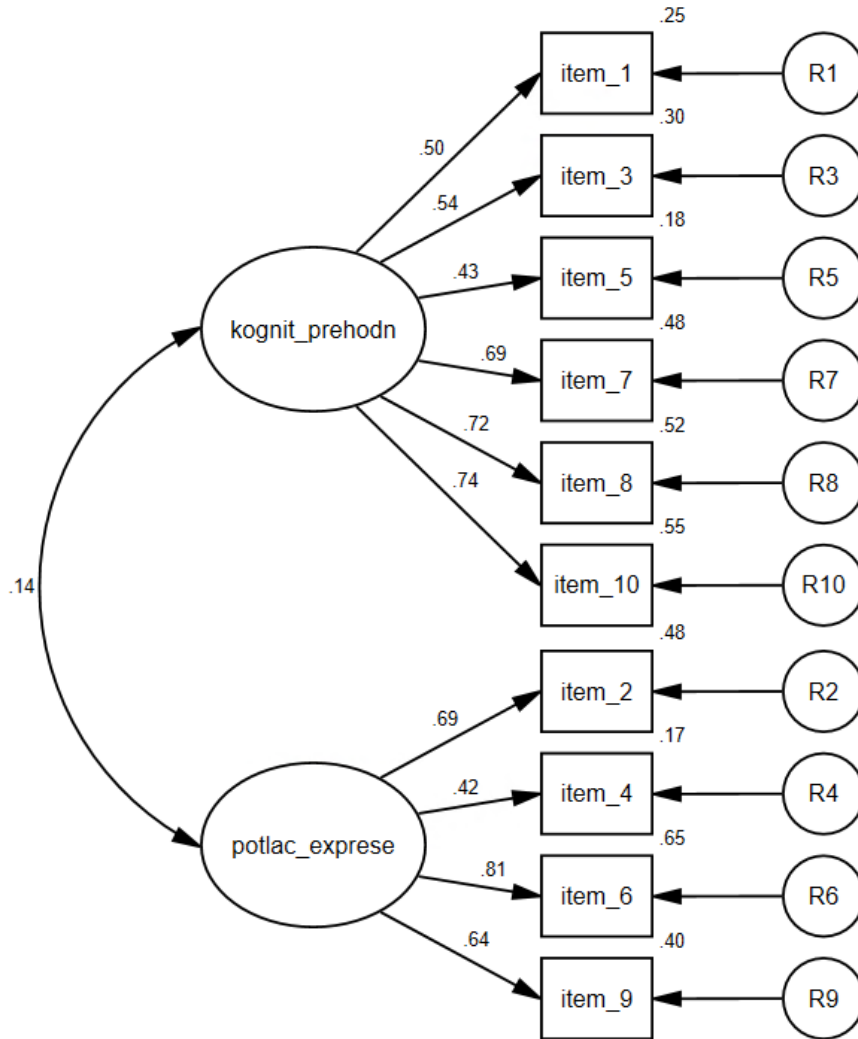 .25
item_1
R1
.50
.30
item_3
R3
.54
.18
item_5
R5
.43
.48
kognit_prehodn
item_7
R7
.69
.52
item_8
R8
.72
.55
item_10
R10
.74
.14
.48
item_2
R2
.69
.17
item_4
R4
.42
.65
potlac_exprese
item_6
R6
.81
.40
item_9
R9
.64